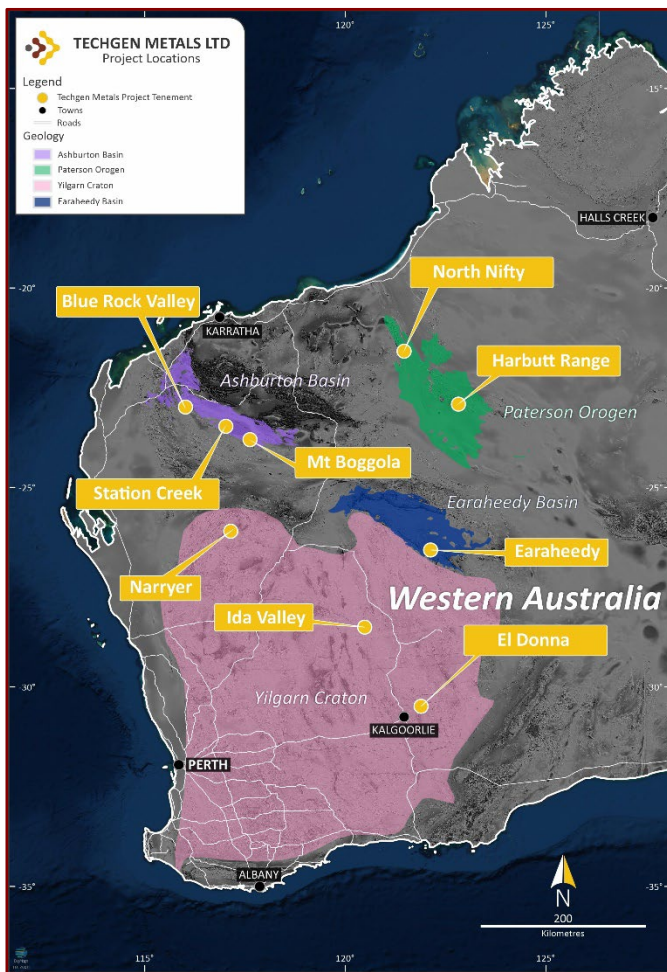 TECHGEN METALS LTD
Project Locations
Legend
Techgen Metals Project Tenement
Towns
Roads
Geology
Ashburton Basin
Paterson Orogen
Yilgarn Craton
Earaheedy Basin
120°
125°
-15°
HALLS CREEK
North Nifty
-20°
-20°
Blue Rock Valley
KARRATHA
Harbutt Range
Ashburton Basin
Paterson Orogen
Mt Boggola
Station Creek
-25°
-25°
Earaheedy Basin
Earaheedy
Narryer
Western Australia
Ida Valley
El Donna
-30°
-30°
Yilgarn Craton
KALGOORLIE
PERTH
ALBANY
-35°
-35°
N
200
Kilometres
115°
120°
125°